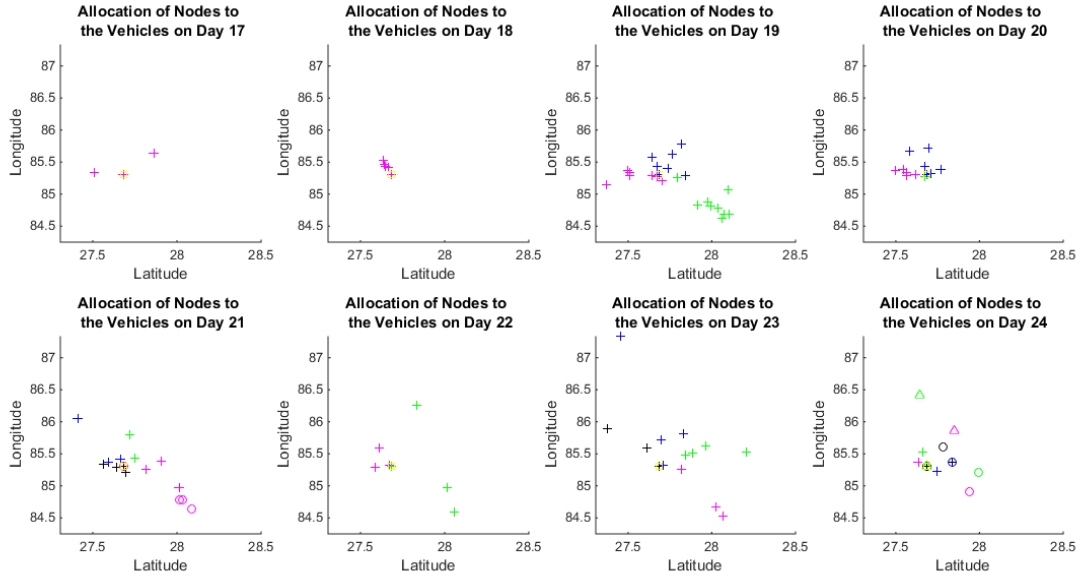 Allocation of Nodes to
the Vehicles on Day 17
87
86.5
86
85.5
85
84.5
Longitude
27.5
28
28.5
Latitude
Allocation of Nodes to
the Vehicles on Day 18
87
86.5
86
85.5
85
84.5
Longitude
27.5
28
28.5
Latitude
Allocation of Nodes to
the Vehicles on Day 19
87
86.5
86
85.5
85
84.5
Longitude
27.5
28
28.5
Latitude
Allocation of Nodes to
the Vehicles on Day 20
87
86.5
86
85.5
85
84.5
Longitude
27.5
28
28.5
Latitude
Allocation of Nodes to
the Vehicles on Day 21
87
86.5
86
85.5
85
84.5
Longitude
27.5
28
28.5
Latitude
Allocation of Nodes to
the Vehicles on Day 22
87
86.5
86
85.5
85
84.5
Longitude
27.5
28
28.5
Latitude
Allocation of Nodes to
the Vehicles on Day 23
87
86.5
86
85.5
85
84.5
Longitude
27.5
28
28.5
Latitude
Allocation of Nodes to
the Vehicles on Day 24
87
86.5
86
85.5
85
84.5
Longitude
27.5
28
28.5
Latitude